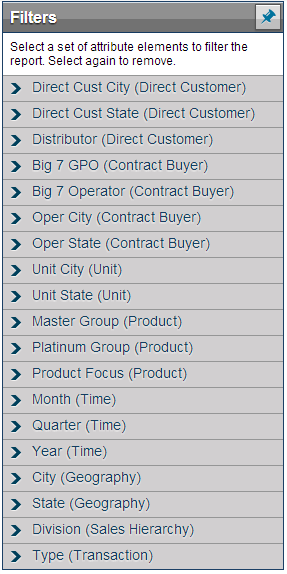 Filters
Select a set of attribute elements to filter the
report. Select again to remove.
Direct Cust City (Direct Customer)
Direct Cust State (Direct Customer)
Distributor (Direct Customer)
Big 7 GPO (Contract Buyer)
Big 7 Operator (Contract Buyer)
Oper City (Contract Buyer)
Oper State (Contract Buyer)
Unit City (Unit)
Unit State (Unit)
Master Group (Product)
Platinum Group (Product)
Product Focus (Product)
Month (Time)
Quarter (Time)
Year (Time)
City (Geography)
State (Geography)
Division (Sales Hierarchy)
Type (Transaction)